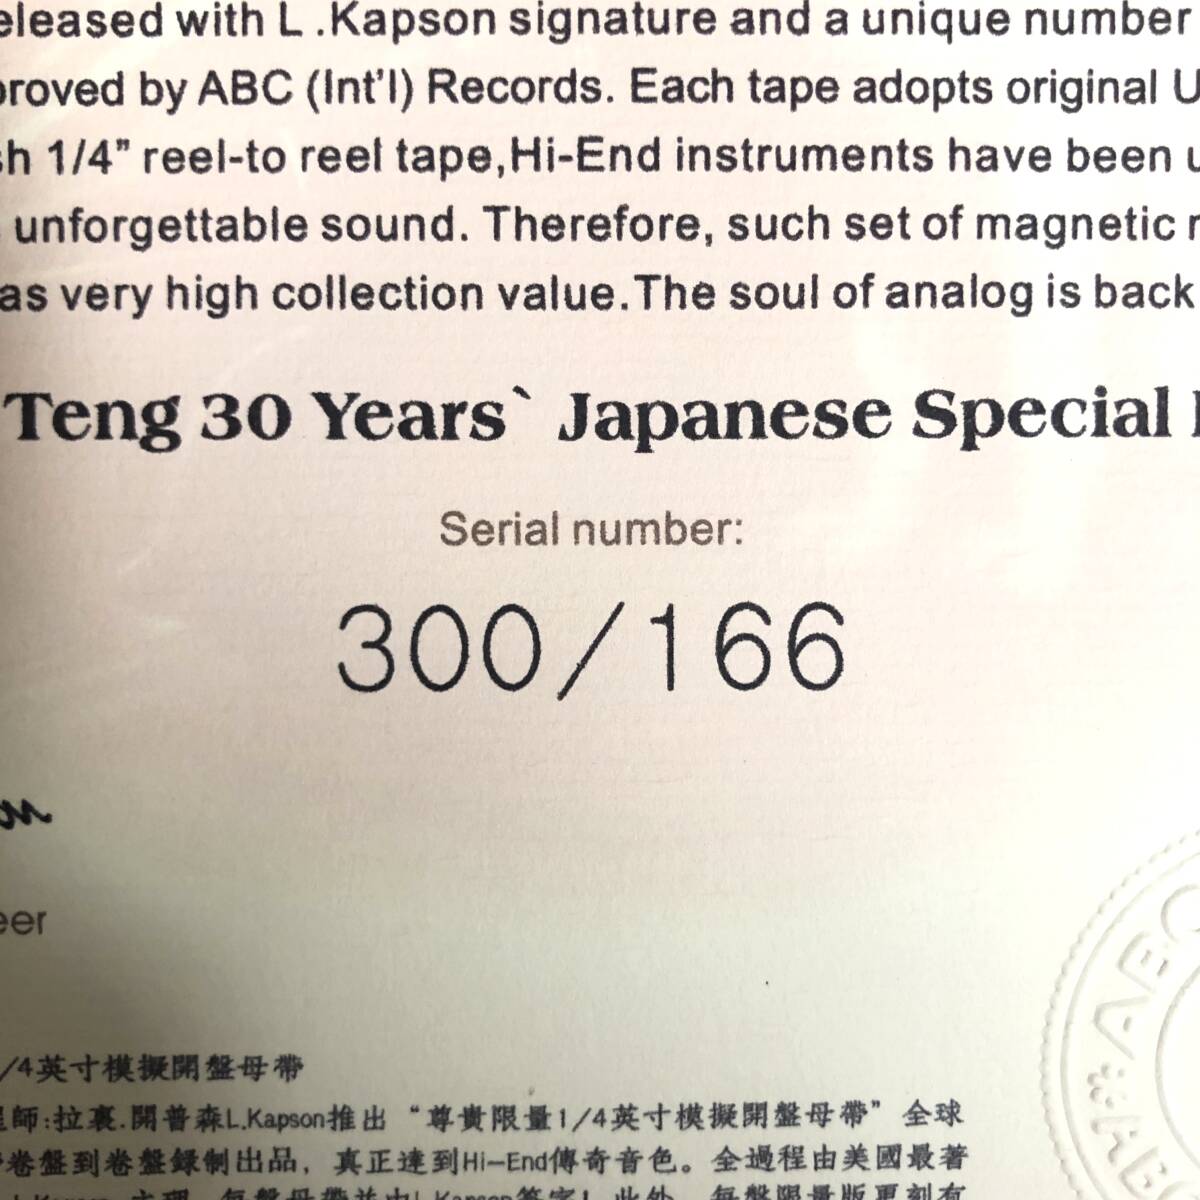 eleased with L .Kapson signature and a unique number
proved by ABC (Int'l) Records. Each tape adopts original U
sh 1/4” reel-to reel tape,Hi-End instruments have been u
unforgettable sound. Therefore, such set of magnetic r
as very high collection value.The soul of analog is back
Teng 30 Years` Japanese Special
Serial number:
300/166
eer
/4英寸模擬開盤母帶
師:拉裏.開普森L.Kapson推出“尊貴限量1/4英寸模擬開盤母帶”全球
卷盤到卷盤錄制出品，真正達到Hi-End傳奇音色。全過程由美國最著
ABC